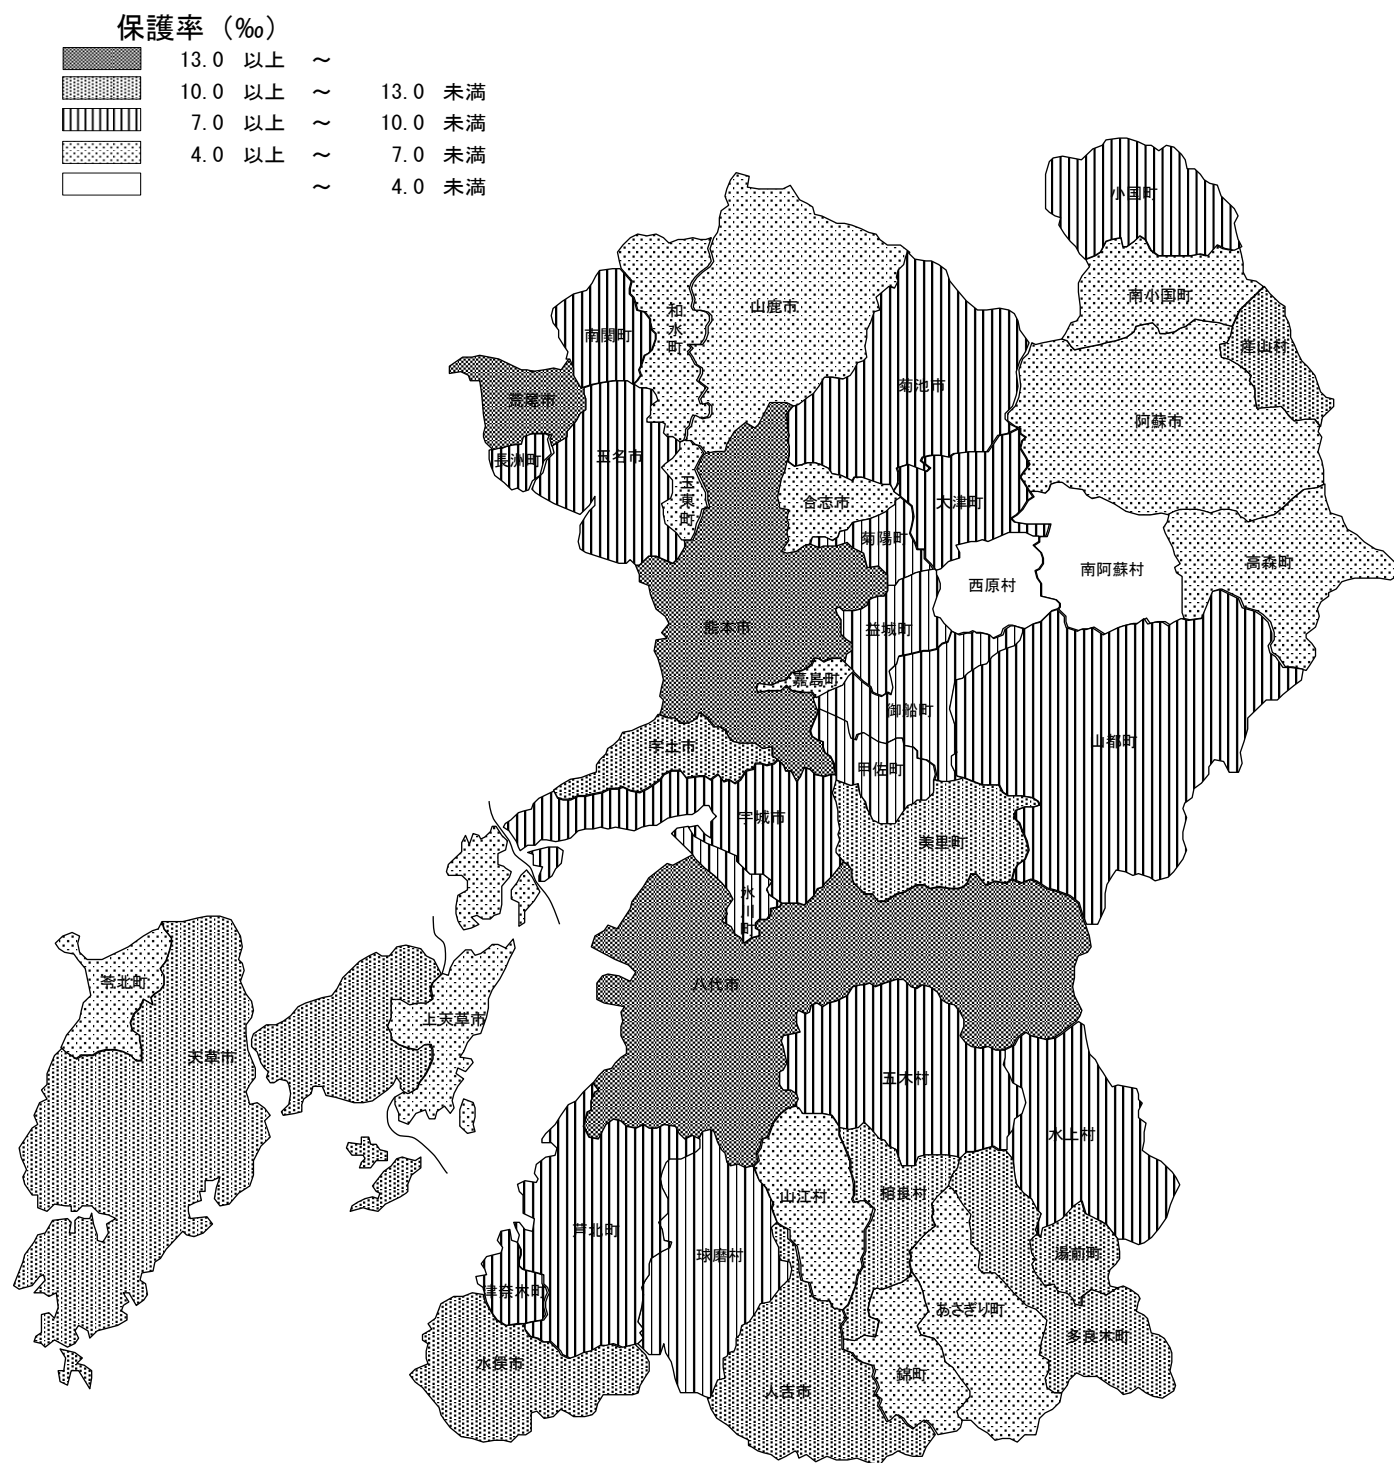 保護率（‰）
13.0 以上 ～
10.0 以上 ～ 13.0 未満
7.0 以上 ～ 10.0 未満
4.0 以上 ～ 7.0 未満
～ 4.0 未満
小国町
南小国町
山鹿市
和水町
南関町
産山村
菊池市
荒尾市
阿蘇市
玉名市
長洲町
玉東町
合志市
大津町
菊陽町
高森町
南阿蘇村
西原村
熊本市
益城町
嘉島町
御船町
宇土市
山都町
甲佐町
宇城市
美里町
氷川町
苓北町
八代市
上天草市
天草市
五木村
水上村
山江村
相良村
芦北町
球磨村
湯前町
津奈木町
あさぎり町
多良木町
水俣市
錦町
人吉市